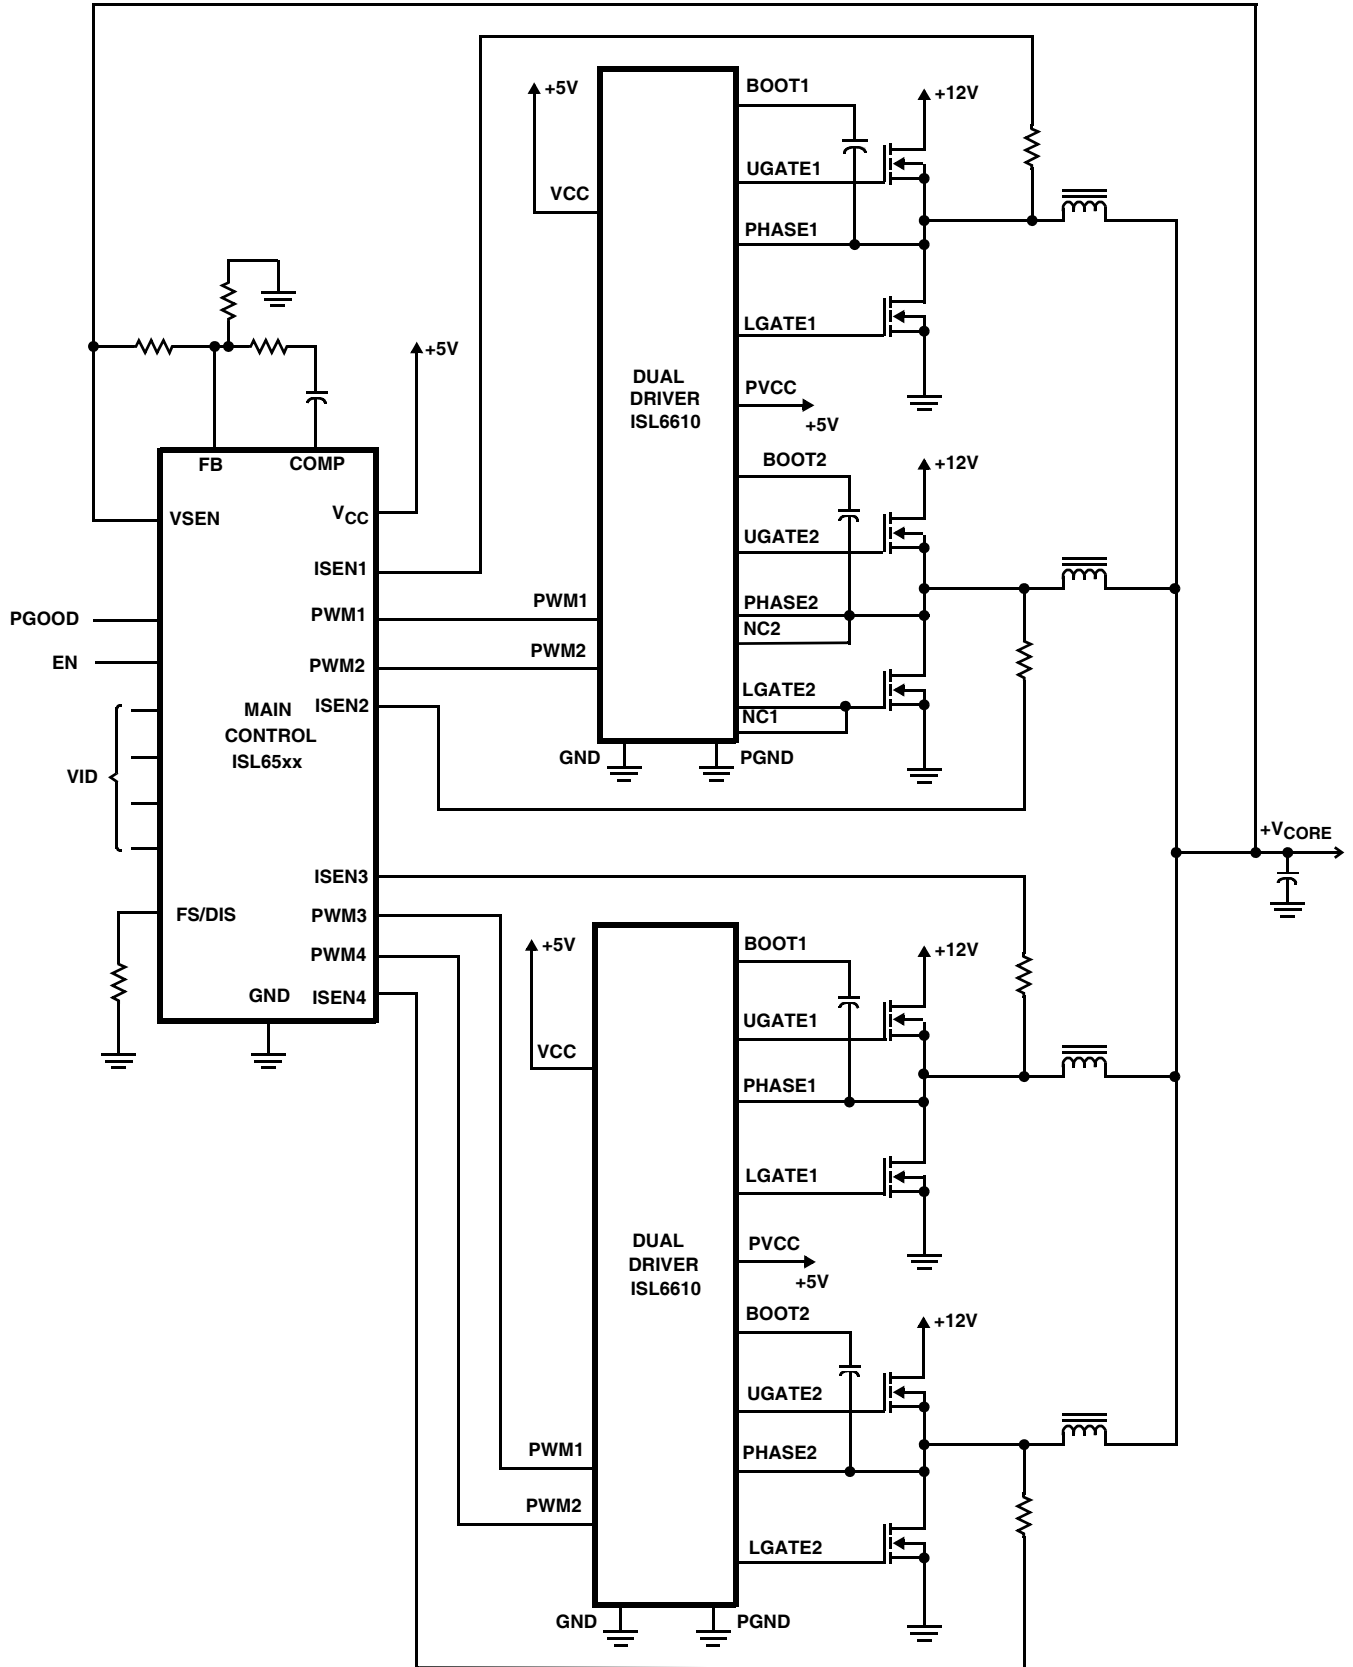 +5V
BOOT1
+12V
UGATE1
VCC
PHASE1
LGATE1
+5V
DUAL
DRIVER
ISL6610
PVCC
+5V
BOOT2
+12V
FB
COMP
VSEN
VCC
UGATE2
ISEN1
PWM1
PHASE2
PGOOD
PWM1
NC2
EN
PWM2
PWM2
LGATE2
ISEN2
NC1
MAIN
CONTROL
ISL65xx
GND
PGND
VID
+VCORE
ISEN3
FS/DIS
PWM3
PWM4
GND
ISEN4
+5V
BOOT1
+12V
UGATE1
VCC
PHASE1
LGATE1
DUAL
DRIVER
ISL6610
PVCC
+5V
BOOT2
+12V
UGATE2
PWM1
PHASE2
PWM2
LGATE2
GND
PGND